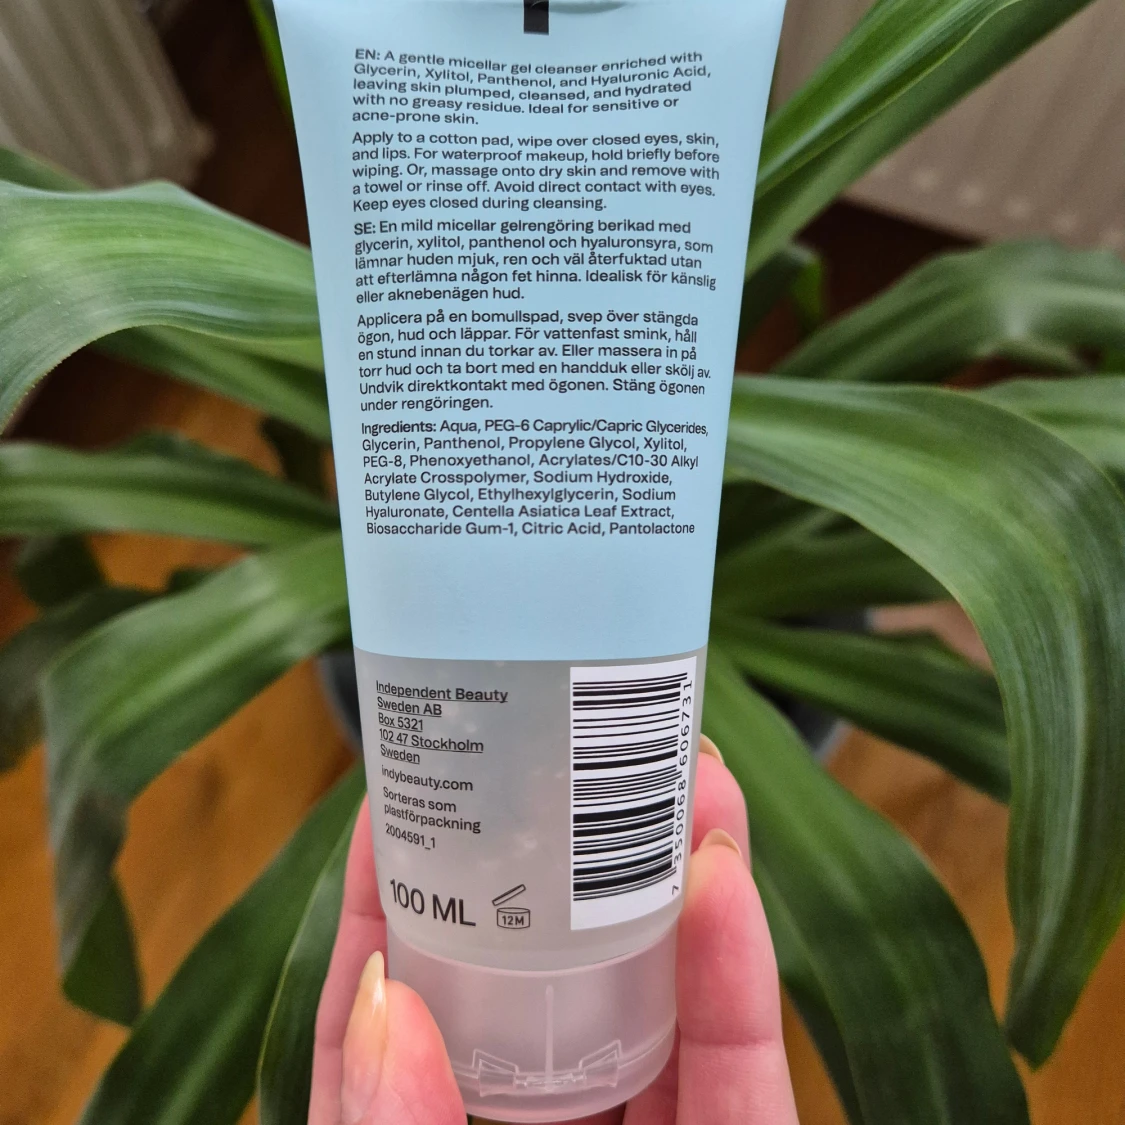 EN: A gentle micellar gel cleanser enriched with
Glycerin, Xylitol, Panthenol, and Hyaluronic Acid,
leaving skin plumped, cleansed, and hydrated
with no greasy residue. Ideal for sensitive or
acne-prone skin.
Apply to a cotton pad, wipe over closed eyes, skin,
and lips. For waterproof makeup, hold briefly before
wiping. Or, massage onto dry skin and remove with
a towel or rinse off. Avoid direct contact with eyes.
Keep eyes closed during cleansing.
SE: En mild micellar gelrengöring berikad med
glycerin, xylitol, panthenol och hyaluronsyra, som
lämnar huden mjuk, ren och väl återfuktad utan
att efterlämna någon fet hinna. Idealisk för känslig
eller aknebenägen hud.
Applicera på en bomullspad, svep över stängda
ögon, hud och läppar. För vattenfast smink, håll
en stund innan du torkar av. Eller massera in på
torr hud och ta bort med en handduk eller skölj av.
Undvik direktkontakt med ögonen. Stäng ögonen
under rengöringen.
Ingredients: Aqua, PEG-6 Caprylic/Capric Glycerides,
Glycerin, Panthenol, Propylene Glycol, Xylitol,
PEG-8, Phenoxyethanol, Acrylates/C10-30 Alkyl
Acrylate Crosspolymer, Sodium Hydroxide,
Butylene Glycol, Ethylhexylglycerin, Sodium
Hyaluronate, Centella Asiatica Leaf Extract,
Biosaccharide Gum-1, Citric Acid, Pantolactone
Independent Beauty
Sweden AB
Box 5321
102 47 Stockholm
Sweden
indybeauty.com
Sorteras som
plastförpackning
2004591_1
100 ML
12M
7 350068 606731